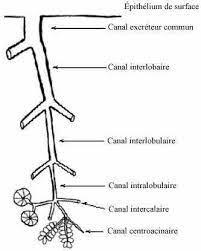 Épithélium de surface
Canal excréteur commun
Canal interlobaire
Canal interlobulaire
Canal intralobulaire
Canal intercalaire
Canal centroacinaire